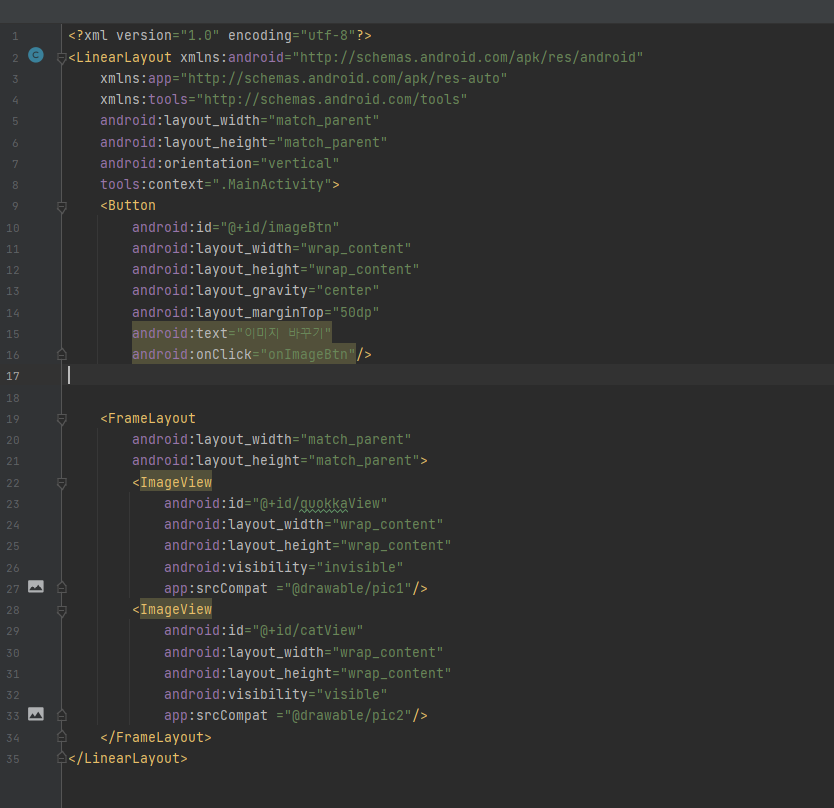 1 <?xml version="1.0" encoding="utf-8"?>
2 <LinearLayout xmlns:android="http://schemas.android.com/apk/res/android"
3 xmlns:app="http://schemas.android.com/apk/res-auto"
4 xmlns:tools="http://schemas.android.com/tools"
5 android:layout_width="match_parent"
6 android:layout_height="match_parent"
7 android:orientation="vertical"
8 tools:context=".MainActivity">
9 <Button
10 android:id="@+id/imageBtn"
11 android:layout_width="wrap_content"
12 android:layout_height="wrap_content"
13 android:layout_gravity="center"
14 android:layout_marginTop="50dp"
15 android:text="이미지 바꾸기"
16 android:onClick="onImageBtn"/>
17
18
19 <FrameLayout
20 android:layout_width="match_parent"
21 android:layout_height="match_parent">
22 <ImageView
23 android:id="@+id/quokkaView"
24 android:layout_width="wrap_content"
25 android:layout_height="wrap_content"
26 android:visibility="invisible"
27 app:srcCompat ="@drawable/pic1"/>
28 <ImageView
29 android:id="@+id/catView"
30 android:layout_width="wrap_content"
31 android:layout_height="wrap_content"
32 android:visibility="visible"
33 app:srcCompat ="@drawable/pic2"/>
34 </FrameLayout>
35 </LinearLayout>